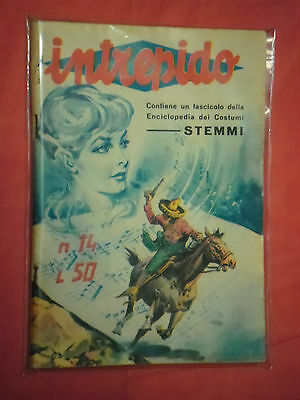 intrepido
Contiene un fascicolo della
Enciclopedia dei Costumi
STEMMI
n. 14
L 50